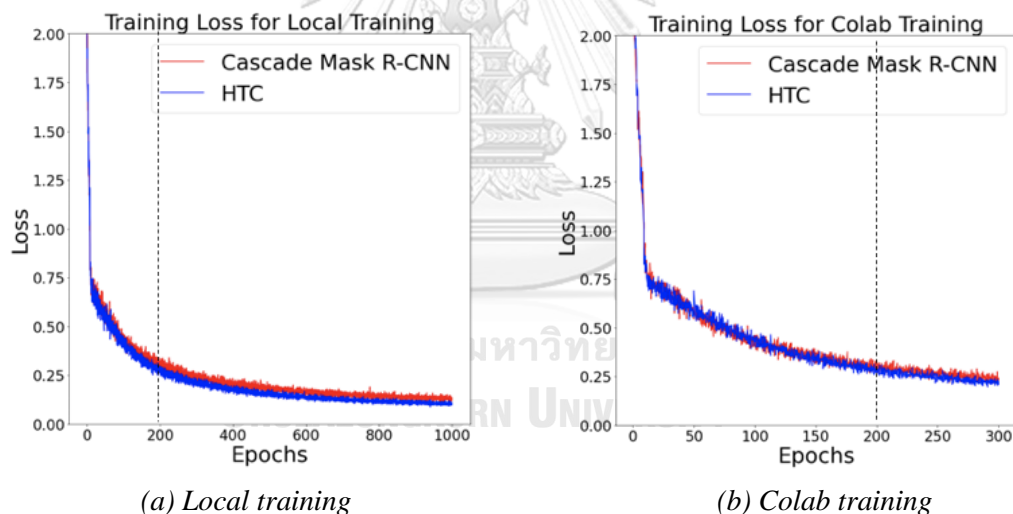 Training Loss for Local Training
2.00
1.75
1.50
1.25
1.00
0.75
0.50
0.25
0.00
Loss
Cascade Mask R-CNN
HTC
0
200
400
600
800
1000
Epochs
(a) Local training
Training Loss for Colab Training
2.00
1.75
1.50
1.25
1.00
0.75
0.50
0.25
0.00
Loss
Cascade Mask R-CNN
HTC
0
50
100
150
200
250
300
Epochs
(b) Colab training